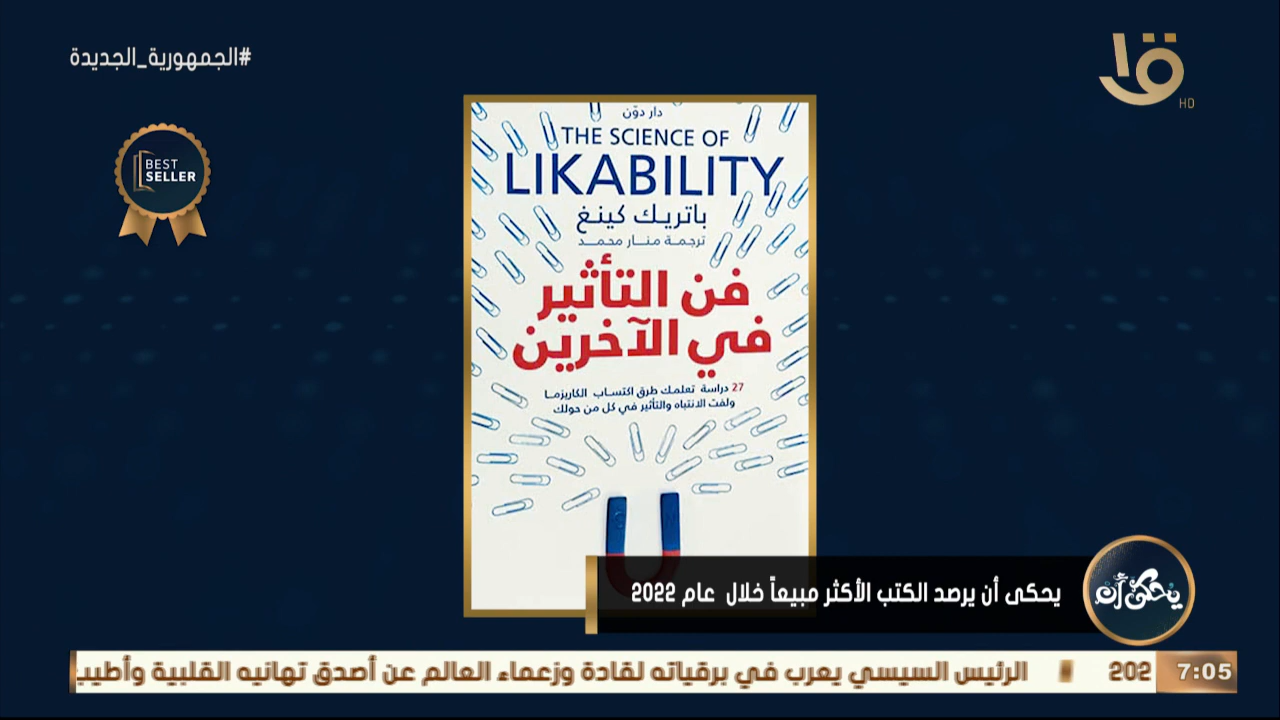 #الجمهورية_الجديدة
HD
BEST
SELLER
دار دوّن
THE SCIENCE OF
LIKABILITY
باتريك كينغ
ترجمة منار محمد
فن التأثير
في الآخرين
27 دراسة تعلمك طرق اكتساب الكاريزما
ولفت الانتباه والتأثير في كل من حولك
يحكى أن يرصد الكتب الأكثر مبيعاً خلال عام 2022
يحكى أن
7:05
202 الرئيس السيسي يعرب في برقياته لقادة وزعماء العالم عن أصدق تهانيه القلبية وأطيب